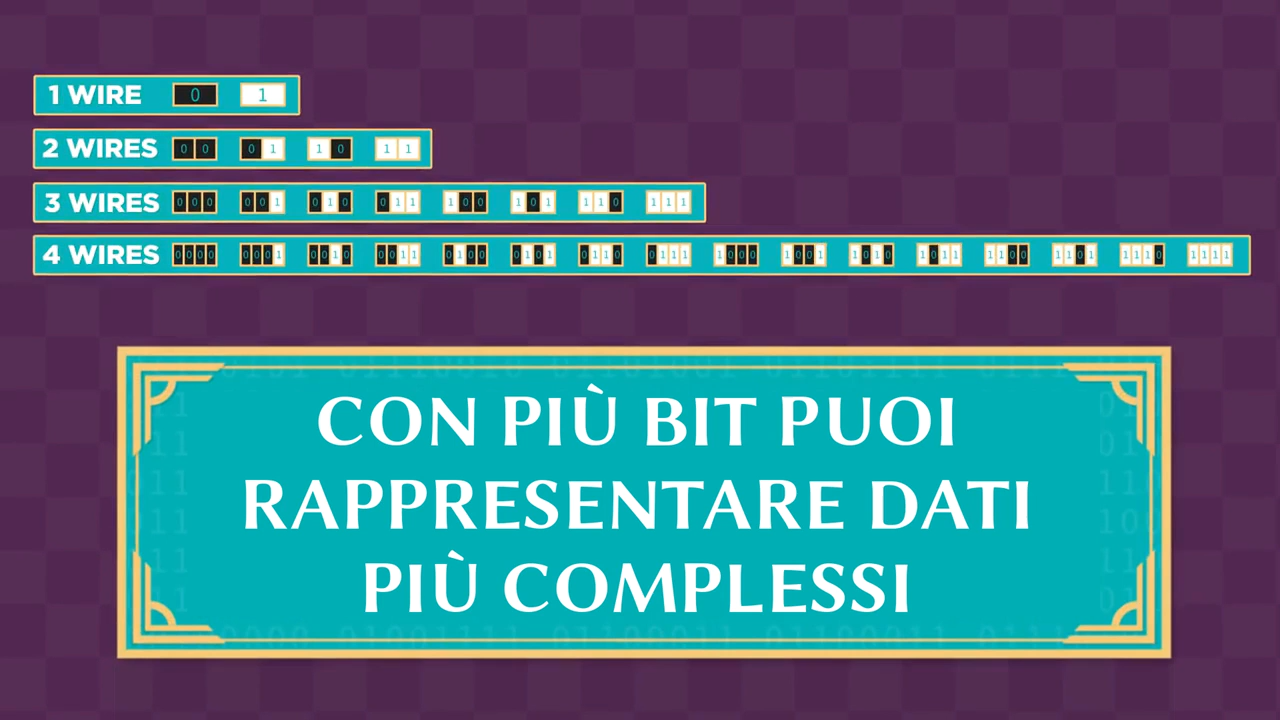 1 WIRE 0 1
2 WIRES 00 01 10 11
3 WIRES 000 001 010 011 100 101 110 111
4 WIRES 0000 0001 0010 0011 0100 0101 0110 0111 1000 1001 1010 1011 1100 1101 1110 1111
CON PIÙ BIT PUOI
RAPPRESENTARE DATI
PIÙ COMPLESSI